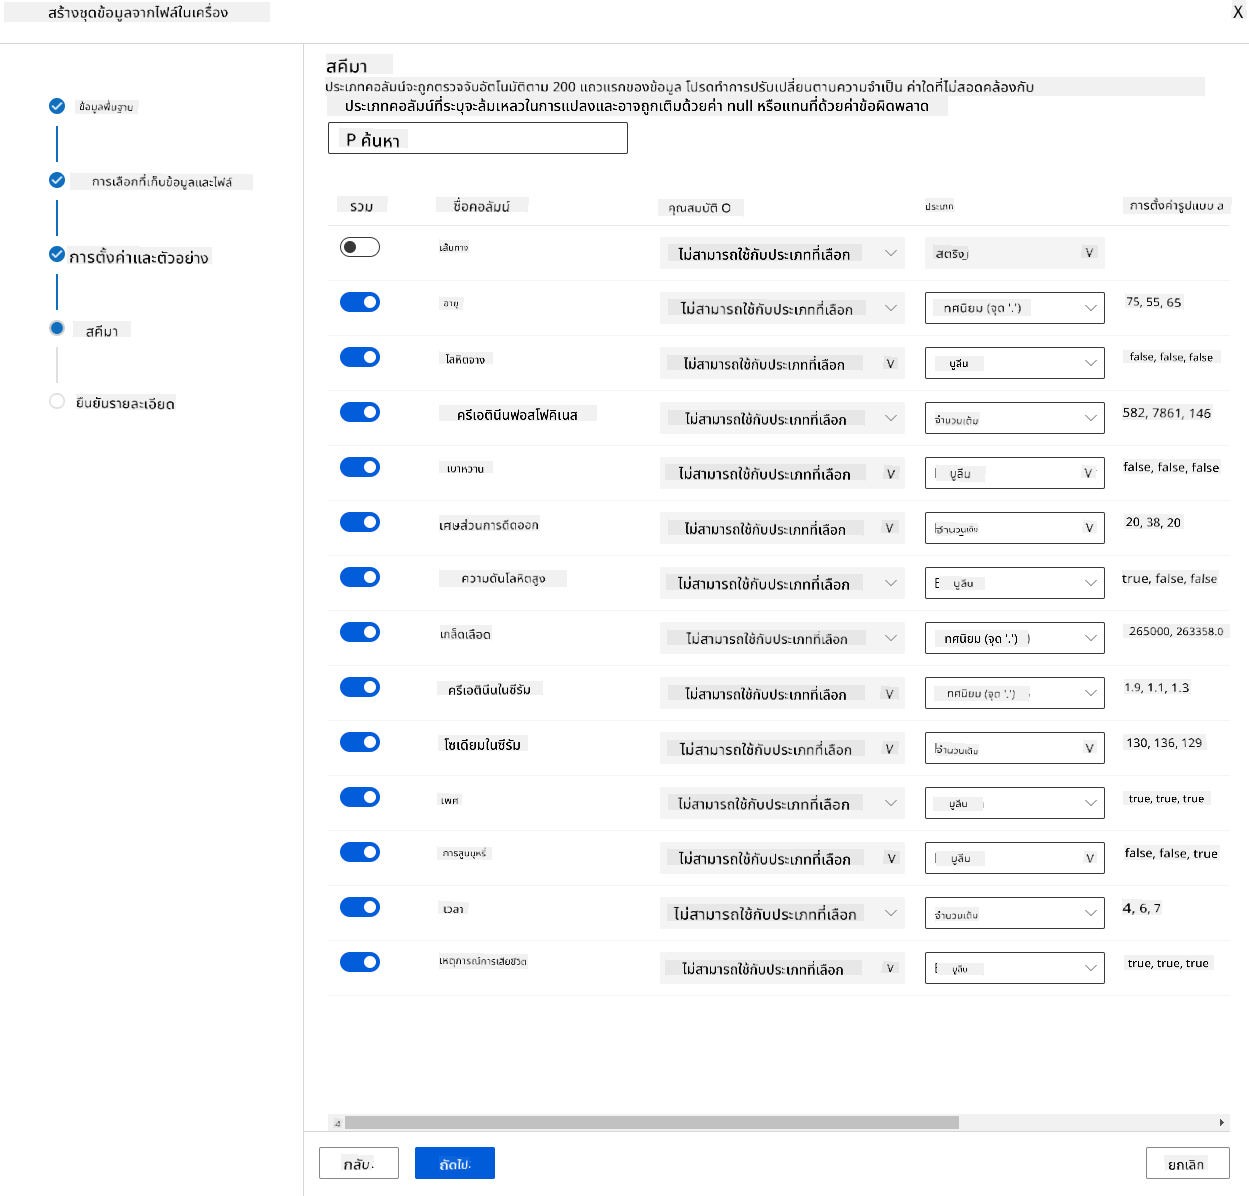 สร้างชุดข้อมูลจากไฟล์ในเครื่อง
X
ข้อมูลพื้นฐาน
การเลือกที่เก็บข้อมูลและไฟล์
การตั้งค่าและตัวอย่าง
สคีมา
ยืนยันรายละเอียด
สคีมา
ประเภทคอลัมน์จะถูกตรวจจับอัตโนมัติตาม 200 แถวแรกของข้อมูล โปรดทำการปรับเปลี่ยนตามความจำเป็น ค่าใดที่ไม่สอดคล้องกับ
ประเภทคอลัมน์ที่ระบุจะล้มเหลวในการแปลงและอาจถูกเติมด้วยค่า null หรือแทนที่ด้วยค่าข้อผิดพลาด
P ค้นหา
รวม ชื่อคอลัมน์ คุณสมบัติ O ประเภท การตั้งค่ารูปแบบ a
เส้นทาง ไม่สามารถใช้กับประเภทที่เลือก สตริง V
อายุ ไม่สามารถใช้กับประเภทที่เลือก ทศนิยม (จุด '.') 75, 55, 65
โลหิตจาง ไม่สามารถใช้กับประเภทที่เลือก V บูลีน false, false, false
ครีเอตินีนฟอสโฟคิเนส ไม่สามารถใช้กับประเภทที่เลือก จำนวนเต็ม 582, 7861, 146
เบาหวาน ไม่สามารถใช้กับประเภทที่เลือก V บูลีน V false, false, false
เศษส่วนการดีดออก ไม่สามารถใช้กับประเภทที่เลือก V จำนวนเต็ม V 20, 38, 20
ความดันโลหิตสูง ไม่สามารถใช้กับประเภทที่เลือก บูลีน true, false, false
เกล็ดเลือด ไม่สามารถใช้กับประเภทที่เลือก ทศนิยม (จุด '.') ) 265000, 263358.0
ครีเอตินีนในซีรัม ไม่สามารถใช้กับประเภทที่เลือก V ทศนิยม (จุด '.') 1.9, 1.1, 1.3
โซเดียมในซีรัม ไม่สามารถใช้กับประเภทที่เลือก V จำนวนเต็ม V 130, 136, 129
เพศ ไม่สามารถใช้กับประเภทที่เลือก บูลีน true, true, true
การสูบบุหรี่ ไม่สามารถใช้กับประเภทที่เลือก V บูลีน V false, false, true
เวลา ไม่สามารถใช้กับประเภทที่เลือก จำนวนเต็ม 4, 6, 7
เหตุการณ์การเสียชีวิต ไม่สามารถใช้กับประเภทที่เลือก V บูลีน true, true, true
กลับ. ถัดไป. ยกเลิก